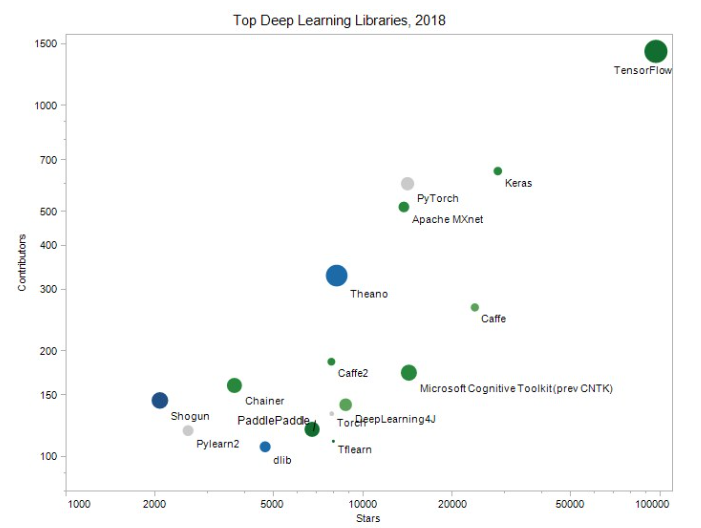 Top Deep Learning Libraries, 2018
1500
TensorFlow
1000
700
Keras
PyTorch
500
Apache MXnet
400
Contributors
300
Theano
Caffe
200
Caffe2
Microsoft Cognitive Toolkit(prev CNTK)
150
Chainer
Shogun
PaddlePaddle
Torch
DeepLearning4J
Pylearn2
Tflearn
100
dlib
1000
2000
5000
10000
20000
50000
100000
Stars